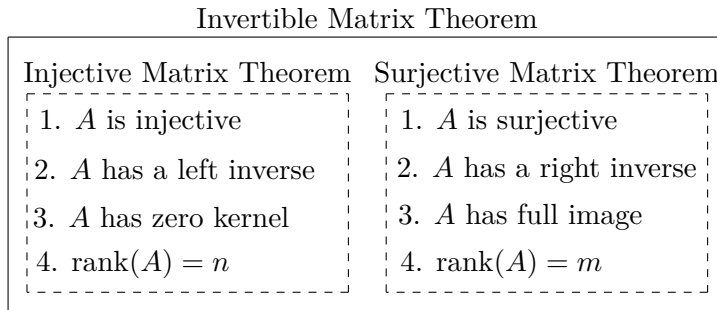 Invertible Matrix Theorem
Injective Matrix Theorem
1. A is injective
2. A has a left inverse
3. A has zero kernel
4. rank(A) = n
Surjective Matrix Theorem
1. A is surjective
2. A has a right inverse
3. A has full image
4. rank(A) = m